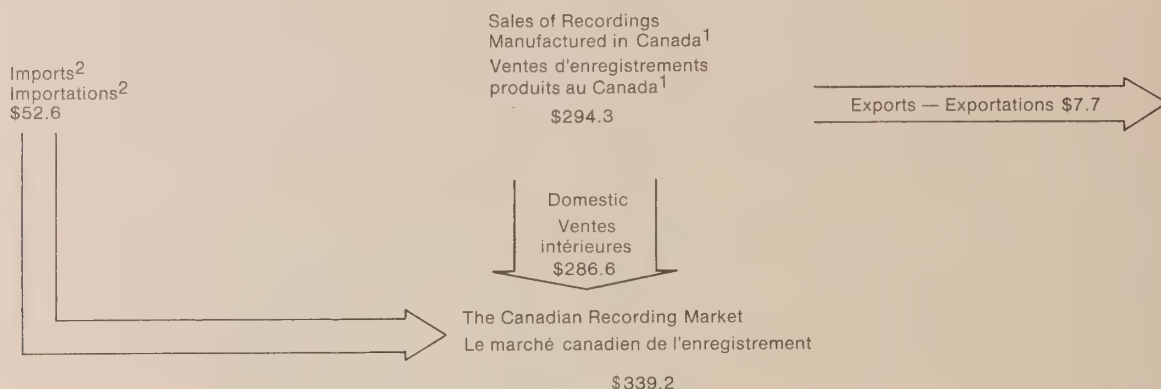 Imports²
Importations²
$52.6
Sales of Recordings
Manufactured in Canada¹
Ventes d'enregistrements
produits au Canada¹
$294.3
Exports — Exportations $7.7
Domestic
Ventes
intérieures
$286.6
The Canadian Recording Market
Le marché canadien de l'enregistrement
$339.2